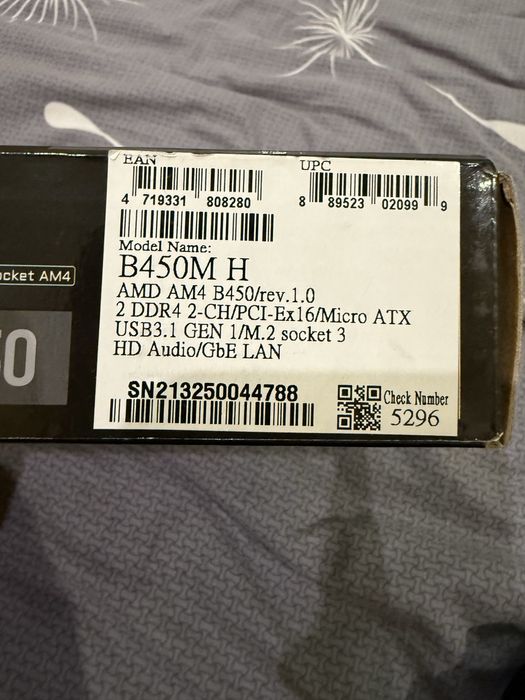 EAN
UPC
4 719331 808280
8 89523 02099 9
Model Name:
B450M H
AMD AM4 B450/rev.1.0
2 DDR4 2-CH/PCI-Ex16/Micro ATX
USB3.1 GEN 1/M.2 socket 3
HD Audio/GbE LAN
SN213250044788
Check Number
5296
ocket AM4
50